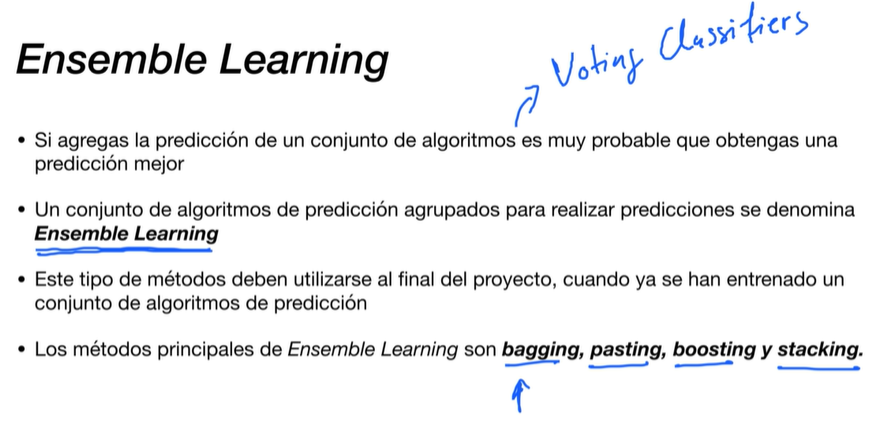 Voting Classifiers
Ensemble Learning
• Si agregas la predicción de un conjunto de algoritmos es muy probable que obtengas una
predicción mejor
• Un conjunto de algoritmos de predicción agrupados para realizar predicciones se denomina
Ensemble Learning
• Este tipo de métodos deben utilizarse al final del proyecto, cuando ya se han entrenado un
conjunto de algoritmos de predicción
• Los métodos principales de Ensemble Learning son bagging, pasting, boosting y stacking.